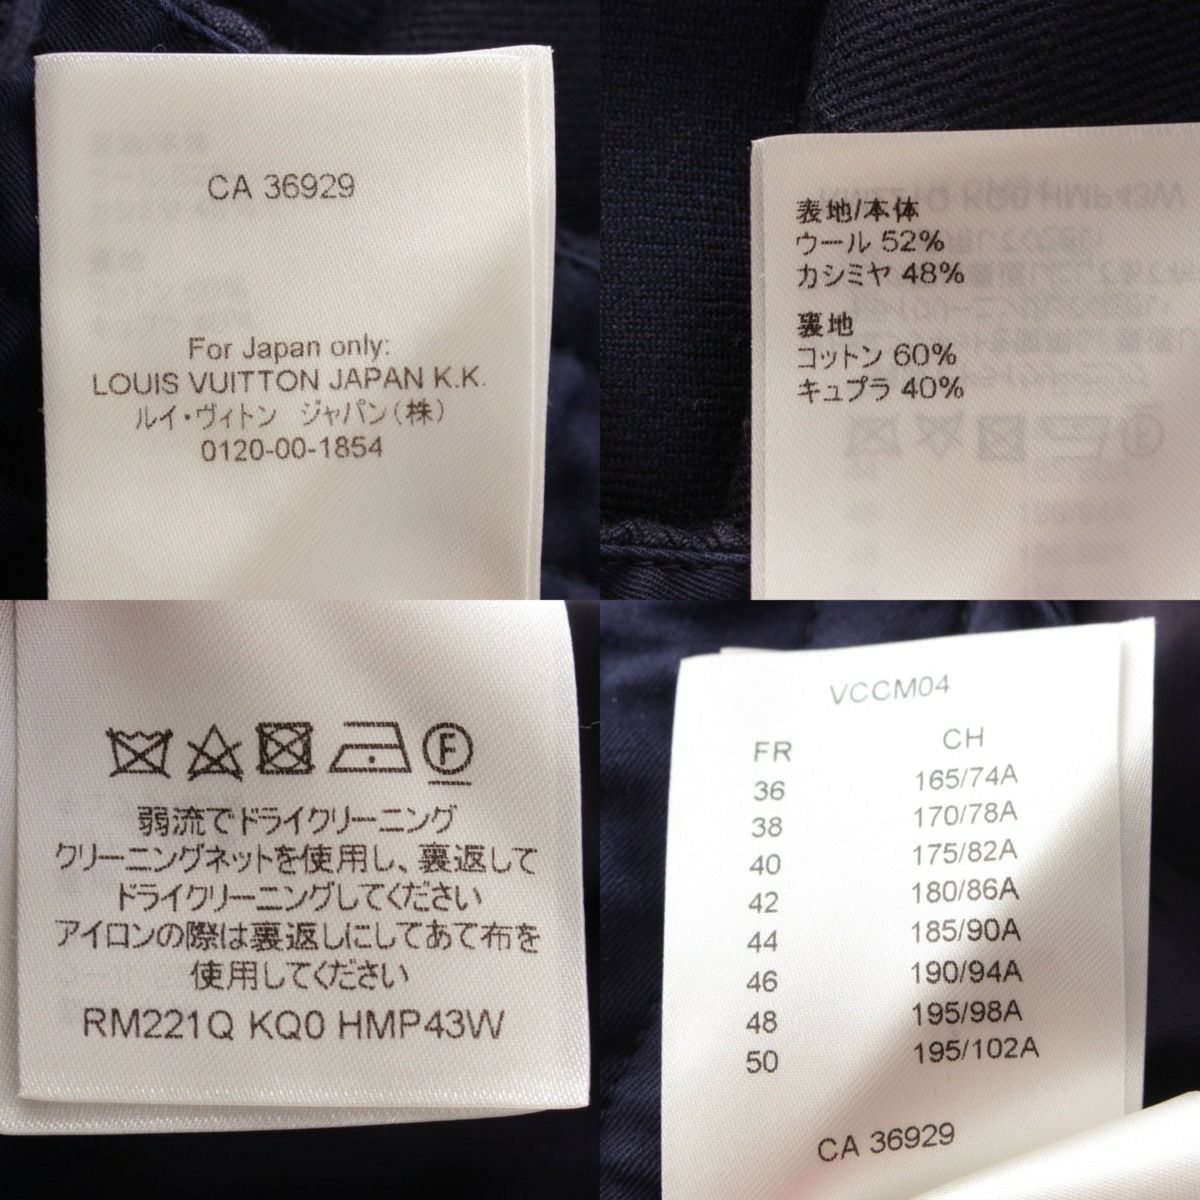 CA 36929
For Japan only:
LOUIS VUITTON JAPAN K.K.
ルイ・ヴィトン ジャパン(株)
0120-00-1854
表地/本体
ウール 52%
カシミヤ 48%
裏地
コットン 60%
キュプラ 40%
F
弱流でドライクリーニング
クリーニングネットを使用し、裏返して
ドライクリーニングしてください
アイロンの際は裏返しにしてあて布を
使用してください
RM221Q KQ0 HMP43W
VCCM04
FR CH
36 165/74A
38 170/78A
40 175/82A
42 180/86A
44 185/90A
46 190/94A
48 195/98A
50 195/102A
CA 36929